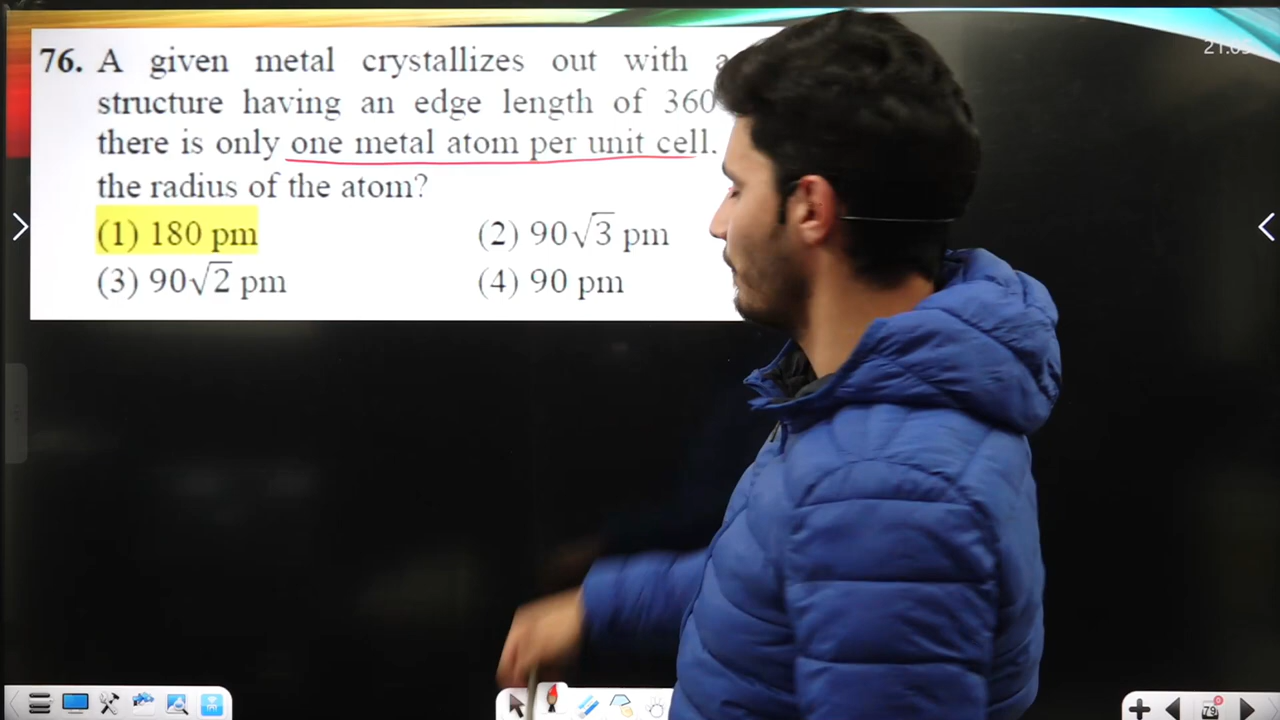 76. A given metal crystallizes out with a
structure having an edge length of 360
there is only one metal atom per unit cell.
the radius of the atom?
(1) 180 pm
(2) 90√3 pm
(3) 90√2 pm
(4) 90 pm
79